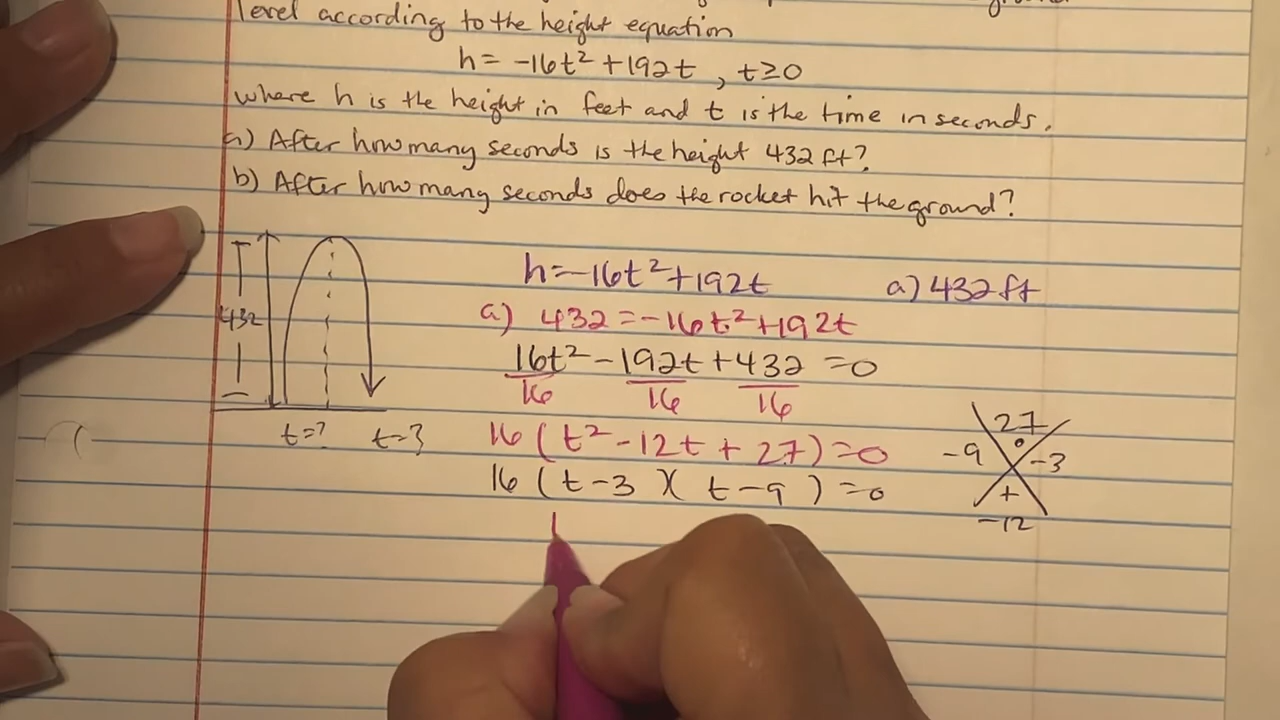 level according to the height equation
h = -16t² + 192t , t≥0
where h is the height in feet and t is the time in seconds.
a) After how many seconds is the height 432 ft?
b) After how many seconds does the rocket hit the ground?
h = -16t² + 192t
a) 432 ft
432
a) 432 = -16t² + 192t
16t² - 192t + 432 = 0
16 16 16
t=? t=3
16 ( t² - 12t + 27) = 0
27
-9 -3
+
-12
16 ( t - 3 )( t - 9 ) = 0